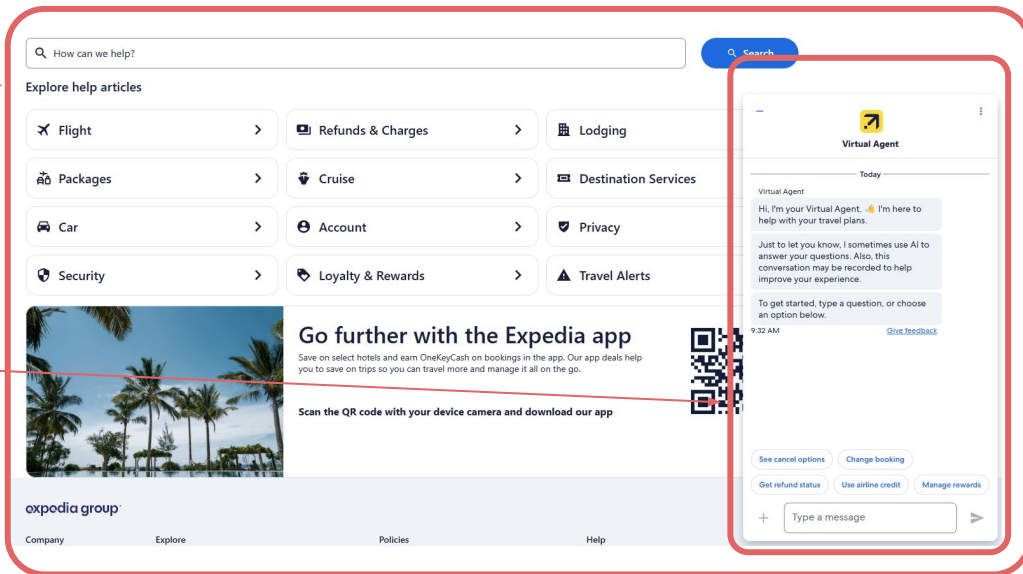 How can we help?
Search
Explore help articles
Flight
Refunds & Charges
Lodging
Packages
Cruise
Destination Services
Car
Account
Privacy
Security
Loyalty & Rewards
Travel Alerts
Go further with the Expedia app
Save on select hotels and earn OneKeyCash on bookings in the app. Our app deals help
you to save on trips so you can travel more and manage it all on the go.
Scan the QR code with your device camera and download our app
expedia group
Company
Explore
Policies
Help
Virtual Agent
Today
Virtual Agent
Hi, I'm your Virtual Agent. 👋 I'm here to
help with your travel plans.
Just to let you know, I sometimes use AI to
answer your questions. Also, this
conversation may be recorded to help
improve your experience.
To get started, type a question, or choose
an option below.
9:32 AM
Give feedback
See cancel options
Change booking
Get refund status
Use airline credit
Manage rewards
Type a message